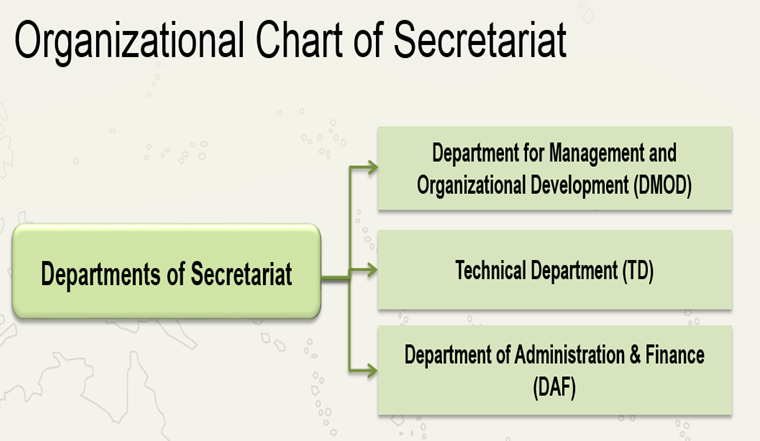 Organizational Chart of Secretariat
Departments of Secretariat
Department for Management and
Organizational Development (DMOD)
Technical Department (TD)
Department of Administration & Finance
(DAF)